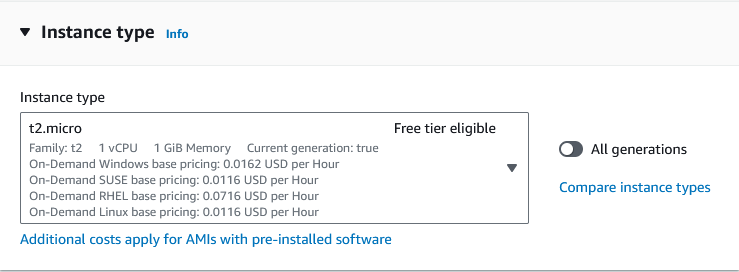 Instance type Info
Instance type
t2.micro Free tier eligible
Family: t2 1 vCPU 1 GiB Memory Current generation: true
On-Demand Windows base pricing: 0.0162 USD per Hour
On-Demand SUSE base pricing: 0.0116 USD per Hour
On-Demand RHEL base pricing: 0.0716 USD per Hour
On-Demand Linux base pricing: 0.0116 USD per Hour
All generations
Compare instance types
Additional costs apply for AMIs with pre-installed software